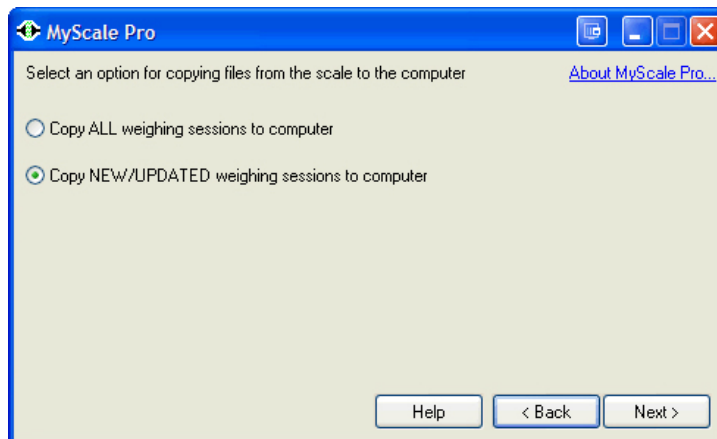 MyScale Pro
Select an option for copying files from the scale to the computer About MyScale Pro...
Copy ALL weighing sessions to computer
Copy NEW/UPDATED weighing sessions to computer
Help < Back Next >